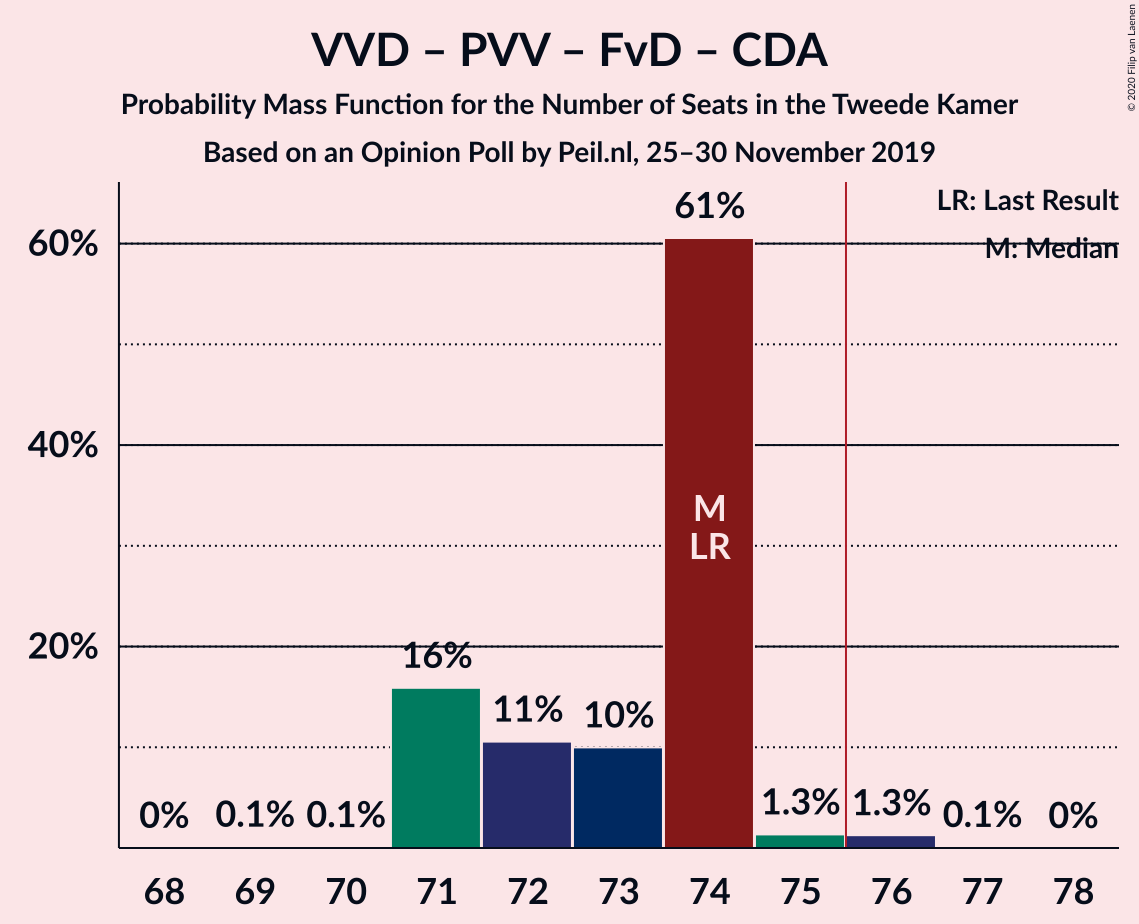 VVD – PVV – FvD – CDA
Probability Mass Function for the Number of Seats in the Tweede Kamer
Based on an Opinion Poll by Peil.nl, 25–30 November 2019
© 2020 Filip van Laenen
LR: Last Result
M: Median
60%
40%
20%
0%
0.1%
0.1%
16%
11%
10%
61%
M
LR
1.3%
1.3%
0.1%
0%
68 69 70 71 72 73 74 75 76 77 78